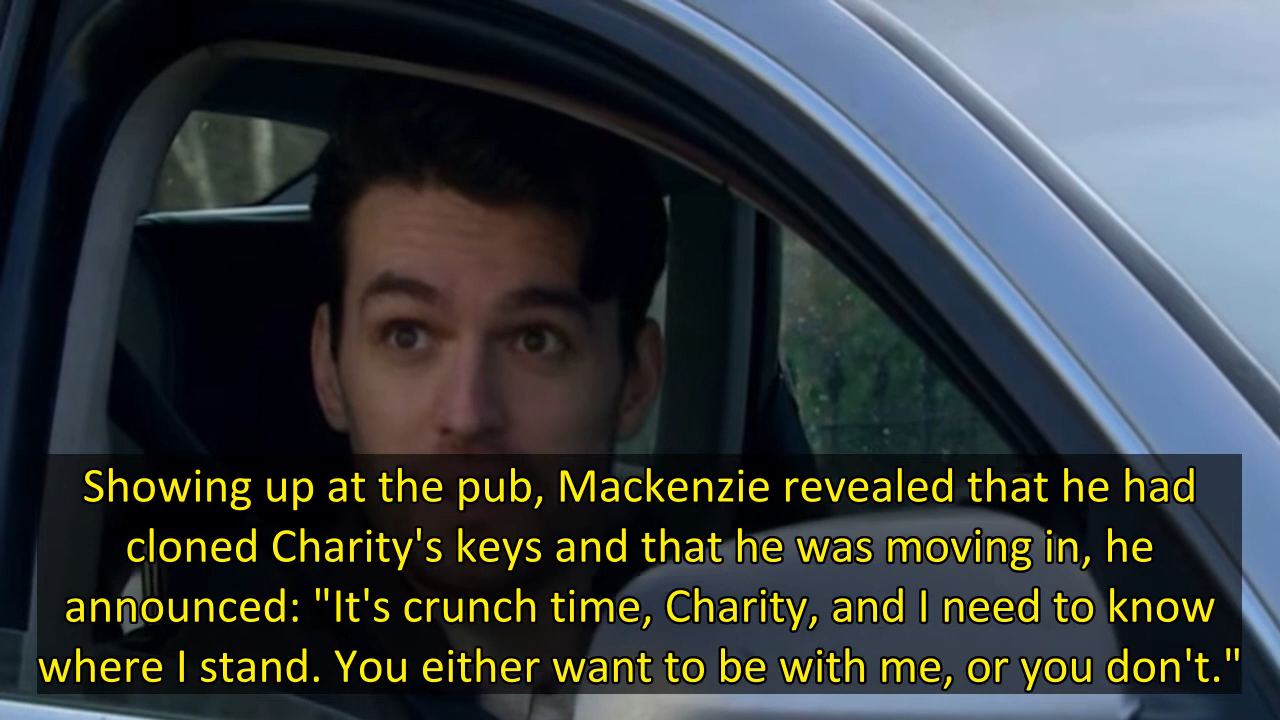 Showing up at the pub, Mackenzie revealed that he had
cloned Charity's keys and that he was moving in, he
announced: "It's crunch time, Charity, and I need to know
where I stand. You either want to be with me, or you don't."